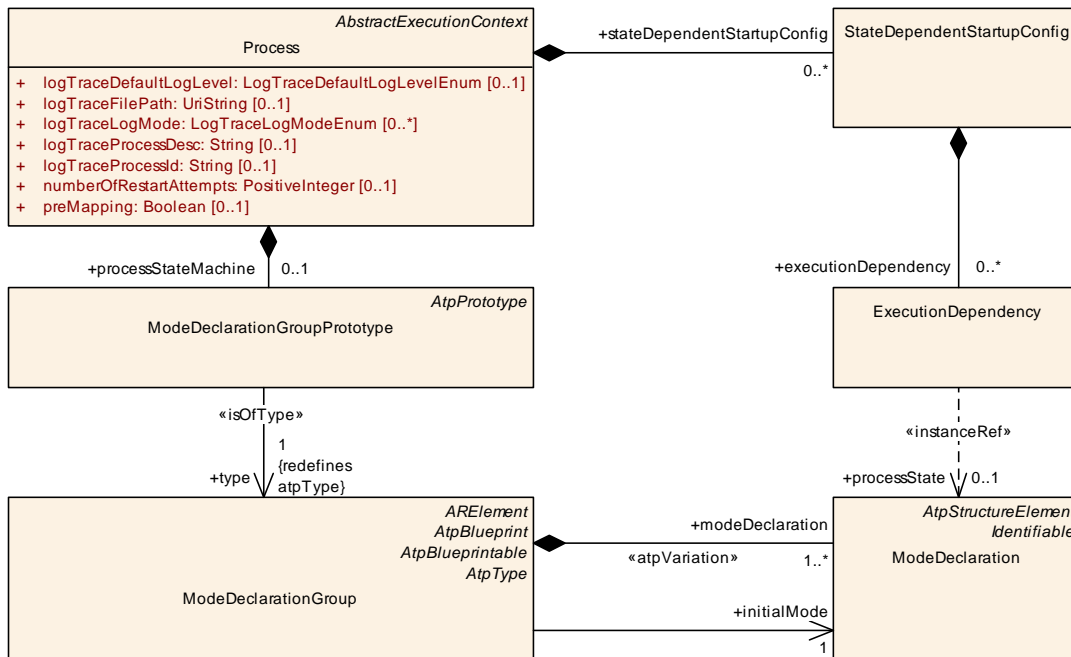 AbstractExecutionContext
Process
+ logTraceDefaultLogLevel: LogTraceDefaultLogLevelEnum [0..1]
+ logTraceFilePath: UriString [0..1]
+ logTraceLogMode: LogTraceLogModeEnum [0..*]
+ logTraceProcessDesc: String [0..1]
+ logTraceProcessId: String [0..1]
+ numberOfRestartAttempts: PositiveInteger [0..1]
+ preMapping: Boolean [0..1]
+stateDependentStartupConfig
0..*
StateDependentStartupConfig
+processStateMachine 0..1
+executionDependency 0..*
AtpPrototype
ModeDeclarationGroupPrototype
ExecutionDependency
«isOfType»
1
{redefines
atpType}
+type
«instanceRef»
+processState 0..1
ARElement
AtpBlueprint
AtpBlueprintable
AtpType
ModeDeclarationGroup
+modeDeclaration
«atpVariation» 1..*
+initialMode
1
AtpStructureElement
Identifiable
ModeDeclaration